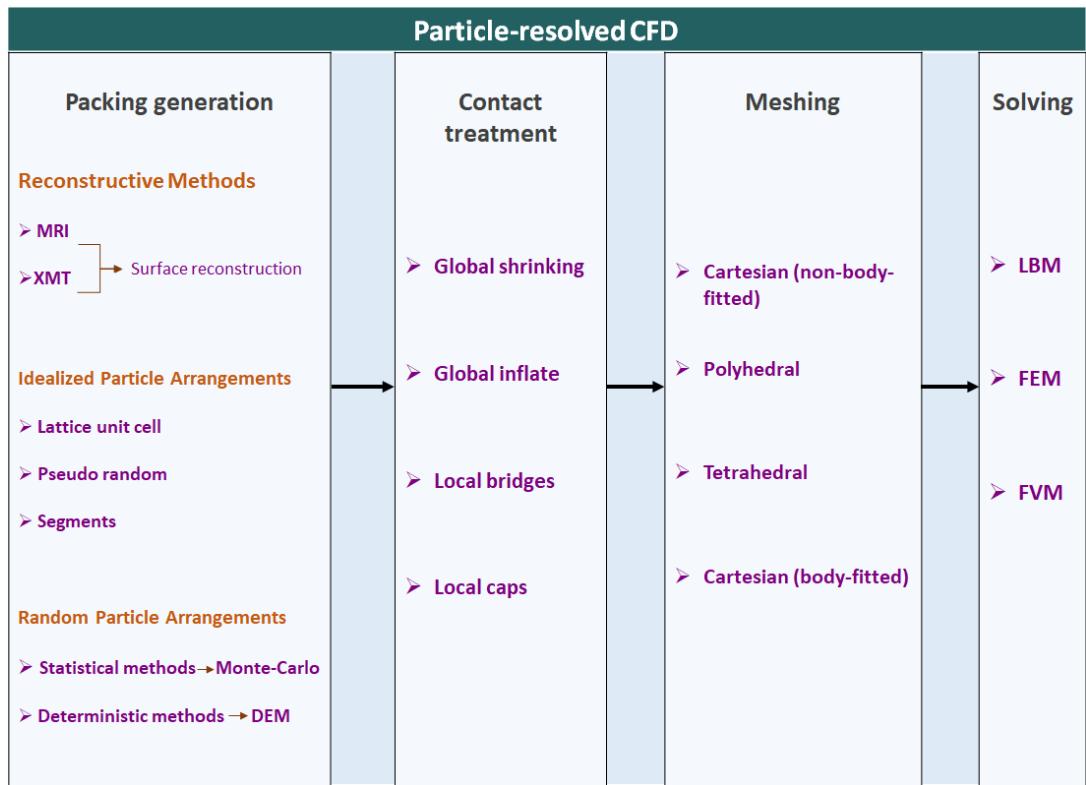 Particle-resolved CFD
Packing generation
Reconstructive Methods
MRI
XMT
Surface reconstruction
Idealized Particle Arrangements
Lattice unit cell
Pseudo random
Segments
Random Particle Arrangements
Statistical methods → Monte-Carlo
Deterministic methods → DEM
Contact
treatment
Global shrinking
Global inflate
Local bridges
Local caps
Meshing
Cartesian (non-body-
fitted)
Polyhedral
Tetrahedral
Cartesian (body-fitted)
Solving
LBM
FEM
FVM